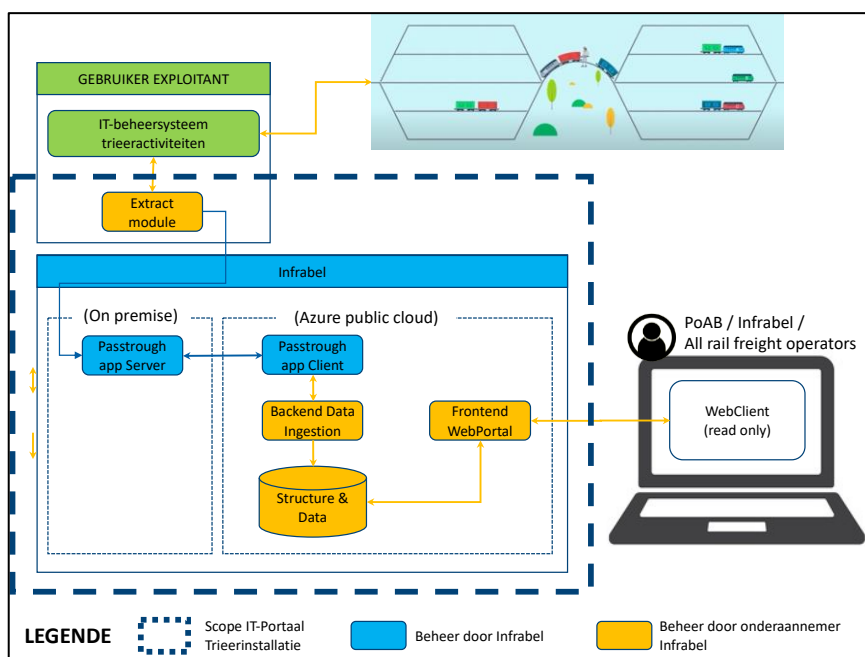 GEBRUIKER EXPLOITANT
IT-beheersysteem
trieeractiviteiten
Extract
module
Infrabel
(On premise)
(Azure public cloud)
Passtrough
app Server
Passtrough
app Client
Backend Data
Ingestion
Frontend
WebPortal
Structure &
Data
PoAB / Infrabel /
All rail freight operators
WebClient
(read only)
LEGENDE
Scope IT-Portaal
Trieerinstallatie
Beheer door Infrabel
Beheer door onderaannemer
Infrabel